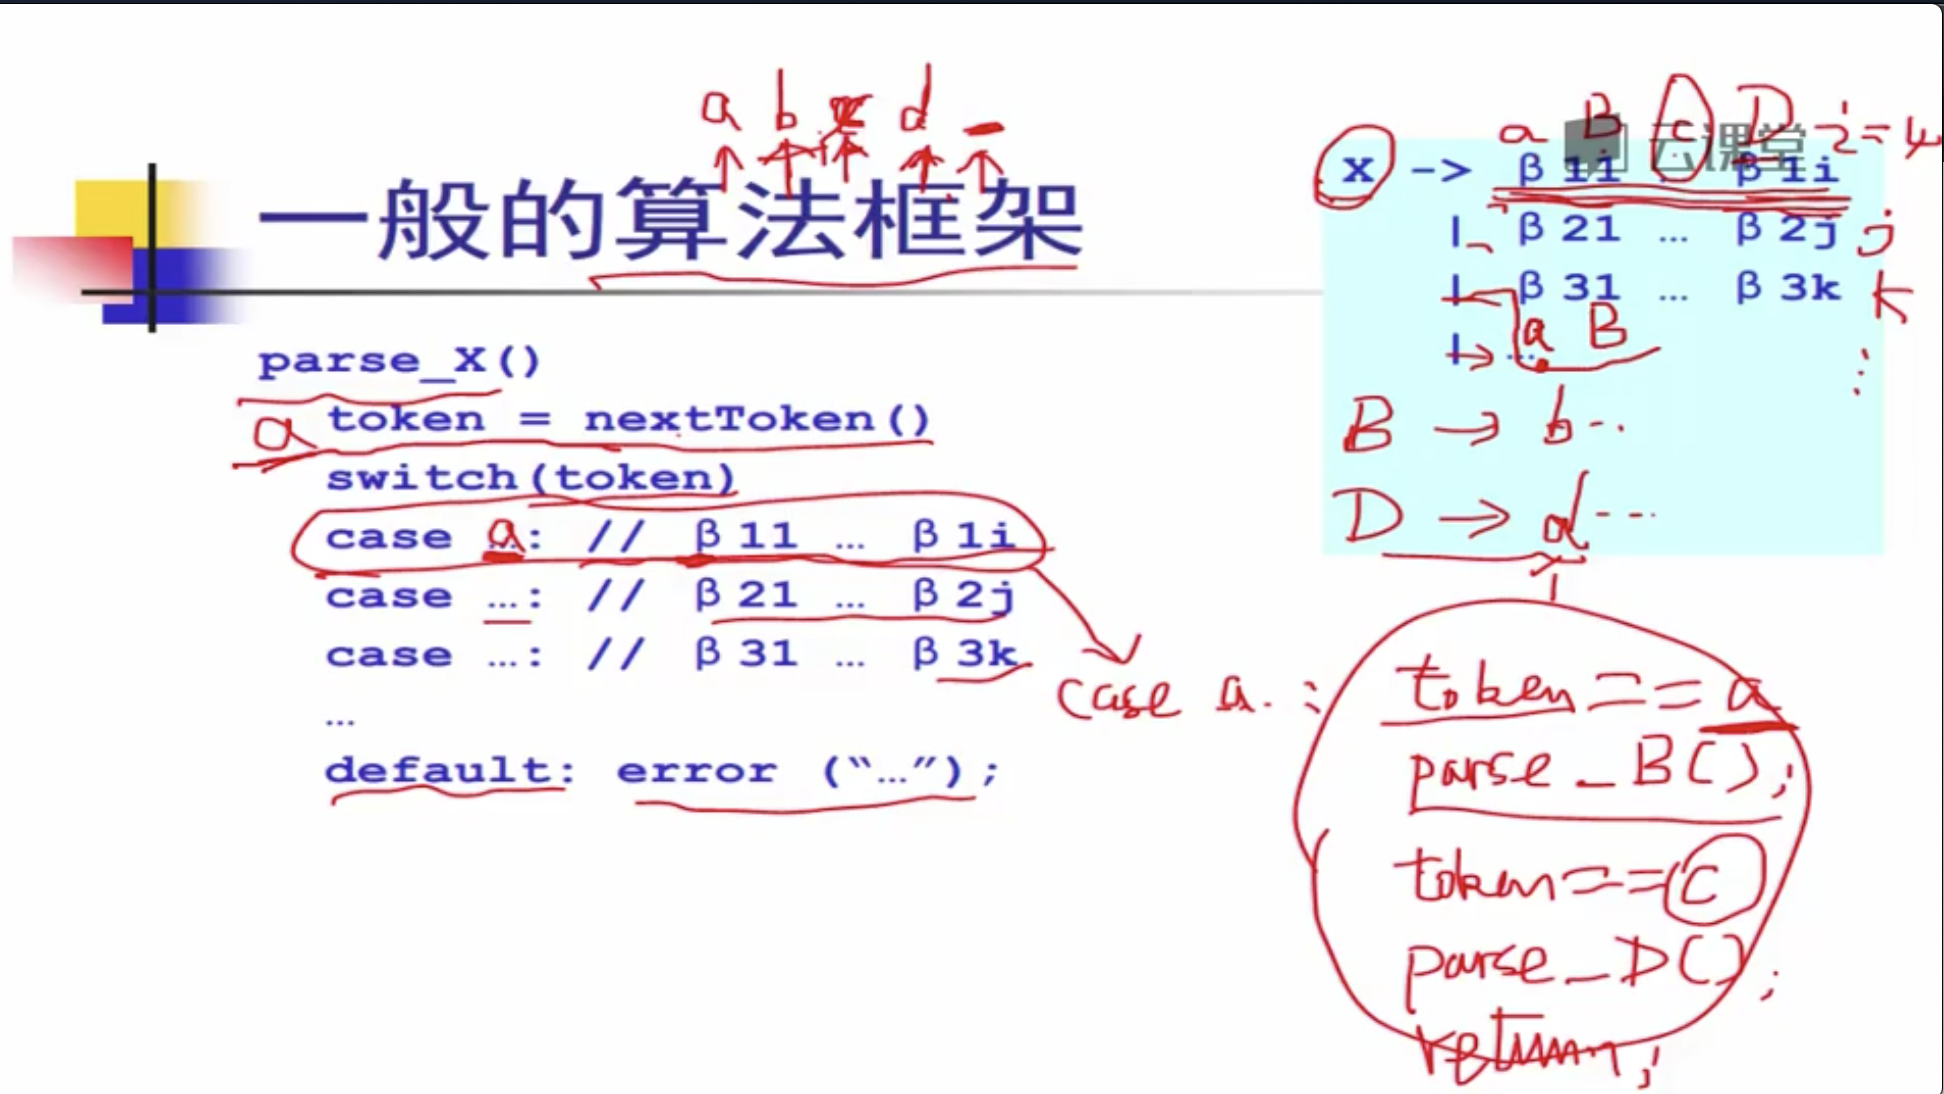 a b c d
一般的算法框架
parse_X()
a token = nextToken()
switch(token)
case a…: // β11 … β1i
case …: // β21 … β2j
case …: // β31 … β3k
…
default: error (“…”);
a B c D i=4
云课堂
X -> β1i β1i
| β21 … β2j j
| β31 … β3k k
| … a B ⋮
B → b..
D → d---
case a. :
token == a
parse_B();
token == c
parse_D();
return;